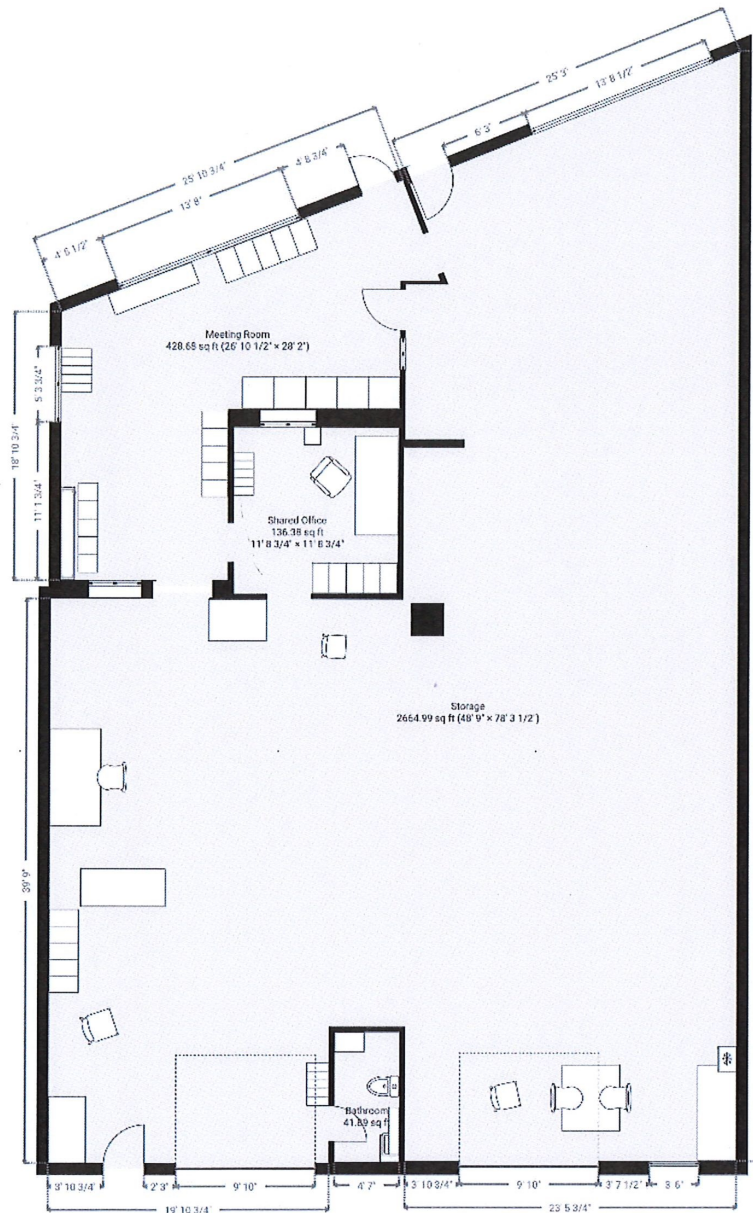 25' 3"
13' 8 1/2"
6' 3"
25' 10 3/4"
4' 8 3/4"
13' 8"
4' 5 1/2"
Meeting Room
428.68 sq ft (26' 10 1/2" × 28' 2")
5' 3 3/4"
18' 10 3/4"
11' 1 3/4"
Shared Office
136.38 sq ft
11' 8 3/4" × 11' 8 3/4"
Storage
2664.99 sq ft (48' 9" × 78' 3 1/2")
39' 9"
Bathroom
41.89 sq ft
3' 10 3/4"
2' 3"
9' 10"
4' 7"
3' 10 3/4"
9' 10"
3' 7 1/2"
3' 6"
19' 10 3/4"
23' 5 3/4"